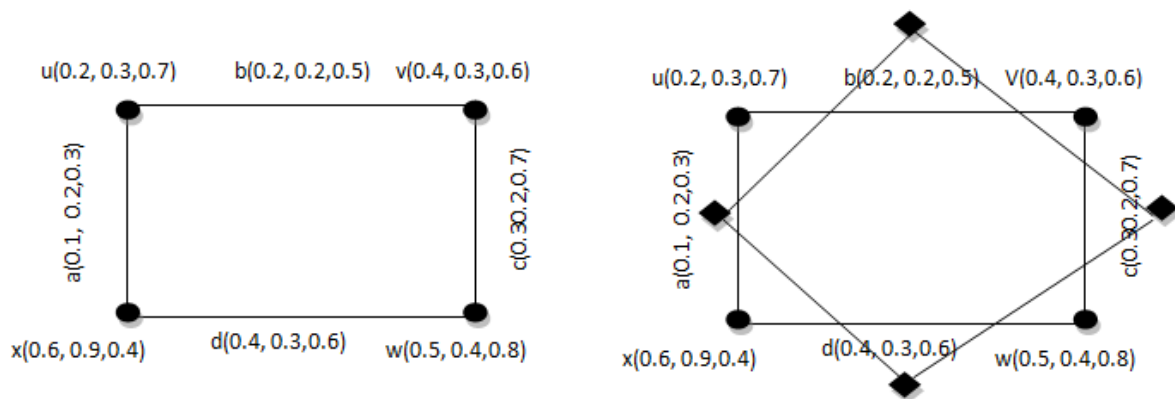 u(0.2, 0.3,0.7) b(0.2, 0.2,0.5) v(0.4, 0.3,0.6)
a(0.1, 0.2,0.3)
c(0.30.2,0.7)
x(0.6, 0.9,0.4) d(0.4, 0.3,0.6) w(0.5, 0.4,0.8)
u(0.2, 0.3,0.7) b(0.2, 0.2,0.5) V(0.4, 0.3,0.6)
a(0.1, 0.2,0.3)
c(0.30.2,0.7)
x(0.6, 0.9,0.4) d(0.4, 0.3,0.6) w(0.5, 0.4,0.8)